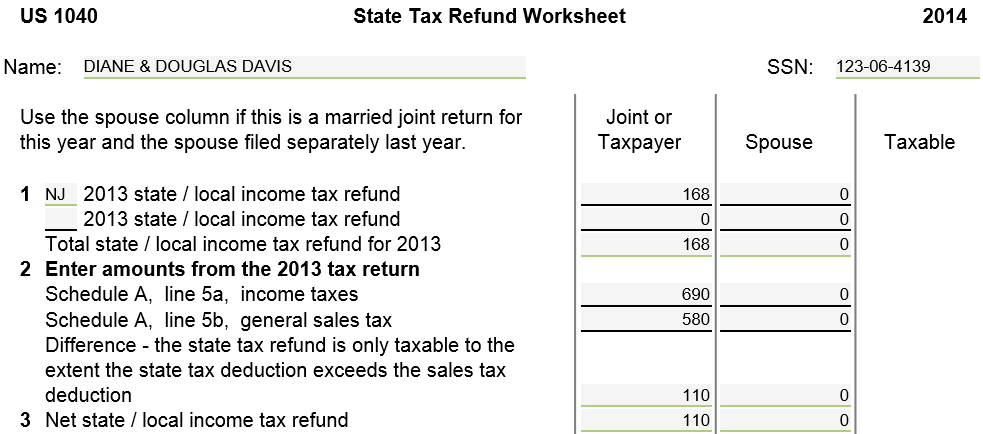 US 1040 State Tax Refund Worksheet 2014
Name: DIANE & DOUGLAS DAVIS SSN: 123-06-4139
Use the spouse column if this is a married joint return for
this year and the spouse filed separately last year.
Joint or
Taxpayer Spouse Taxable
1 NJ 2013 state / local income tax refund 168 0
2013 state / local income tax refund 0 0
Total state / local income tax refund for 2013 168 0
2 Enter amounts from the 2013 tax return
Schedule A, line 5a, income taxes 690 0
Schedule A, line 5b, general sales tax 580 0
Difference - the state tax refund is only taxable to the
extent the state tax deduction exceeds the sales tax
deduction 110 0
3 Net state / local income tax refund 110 0